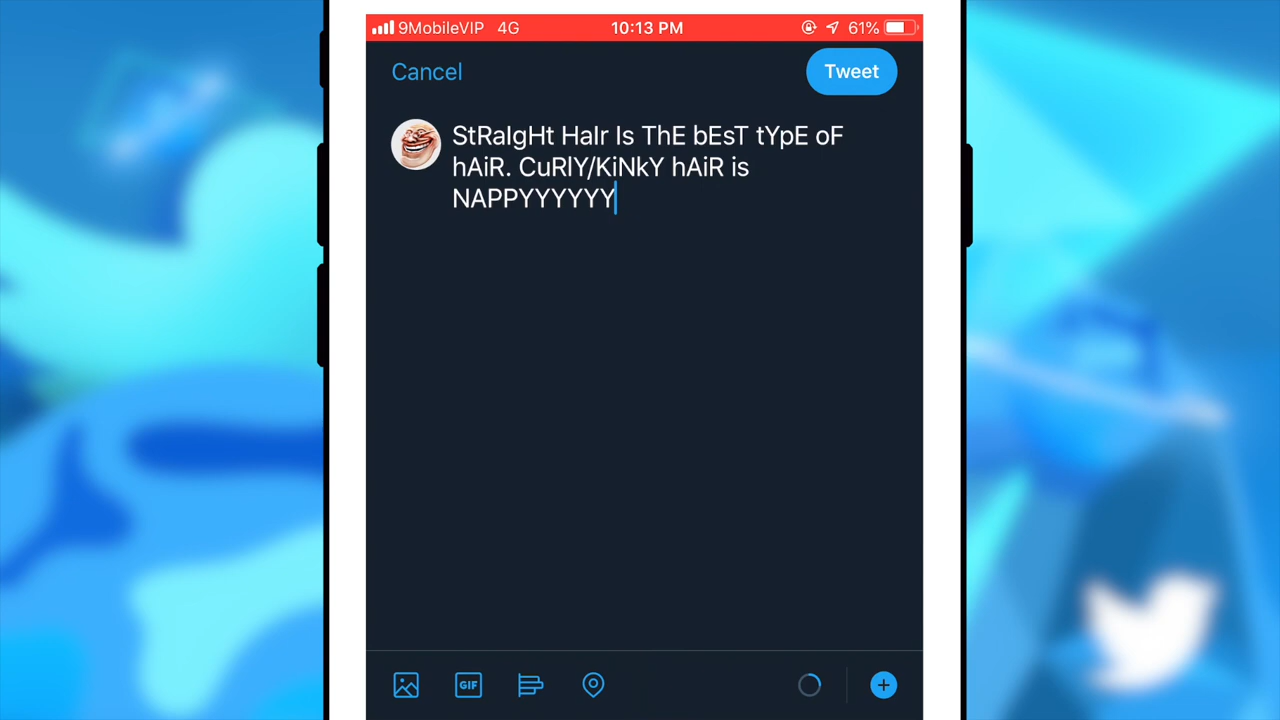 9MobileVIP 4G 10:13 PM 61%
Cancel Tweet
StRaIgHt HaIr Is ThE bEsT tYpE oF
hAiR. CuRlY/KiNkY hAiR is
NAPPYYYYYY
GIF